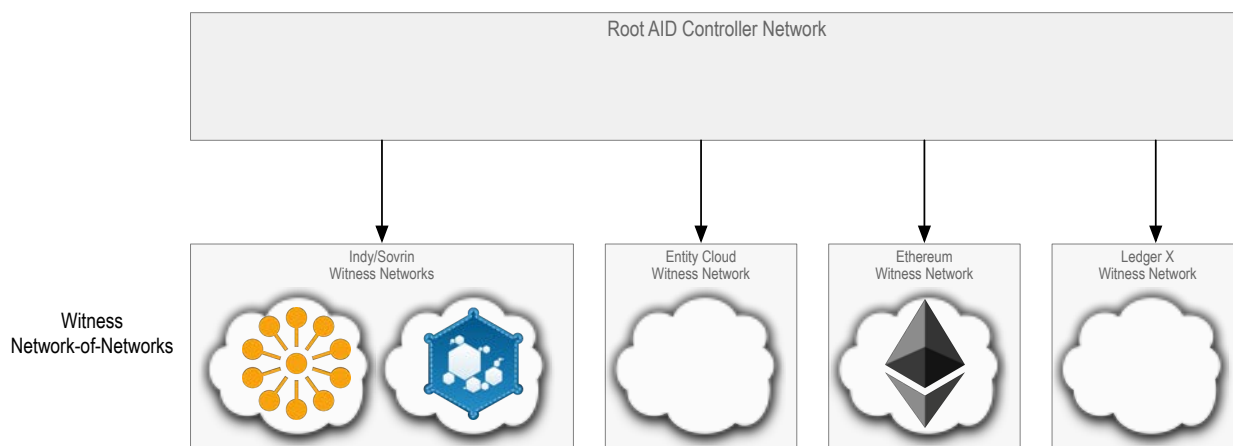 Root AID Controller Network
Indy/Sovrin
Witness Networks
Entity Cloud
Witness Network
Ethereum
Witness Network
Ledger X
Witness Network
Witness
Network-of-Networks